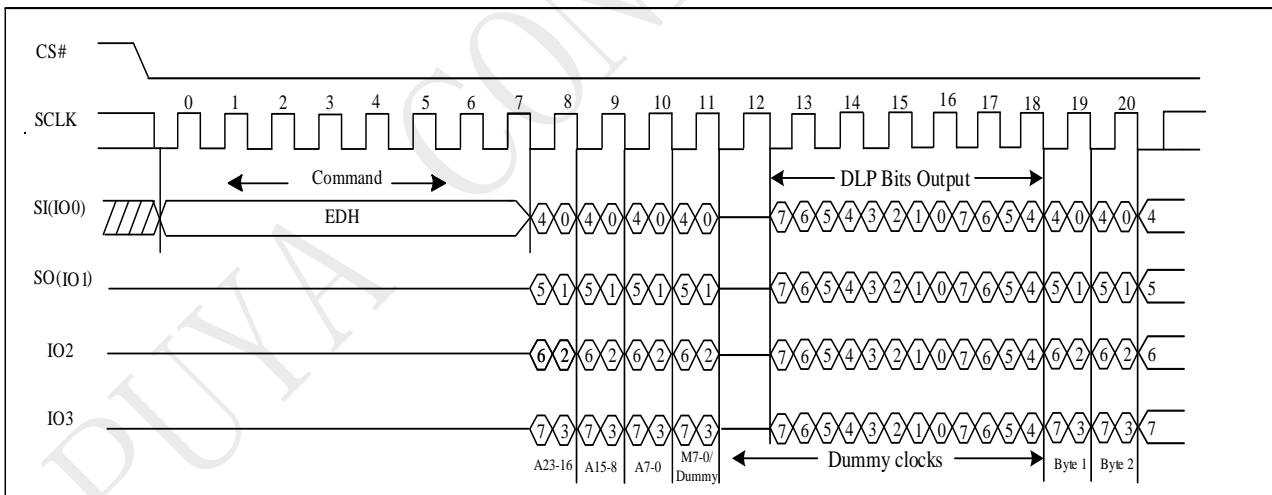 CS#
0 1 2 3 4 5 6 7 8 9 10 11 12 13 14 15 16 17 18 19 20
SCLK
Command
DLP Bits Output
SI(IO0)
EDH
4 0 4 0 4 0 4 0 7 6 5 4 3 2 1 0 7 6 5 4 4 0 4 0 4
SO(IO1)
5 1 5 1 5 1 5 1 7 6 5 4 3 2 1 0 7 6 5 4 5 1 5 1 5
IO2
6 2 6 2 6 2 6 2 7 6 5 4 3 2 1 0 7 6 5 4 6 2 6 2 6
IO3
7 3 7 3 7 3 7 3 7 6 5 4 3 2 1 0 7 6 5 4 7 3 7 3 7
A23-16 A15-8 A7-0 M7-0/
Dummy
Dummy clocks
Byte 1 Byte 2
PUYA CON